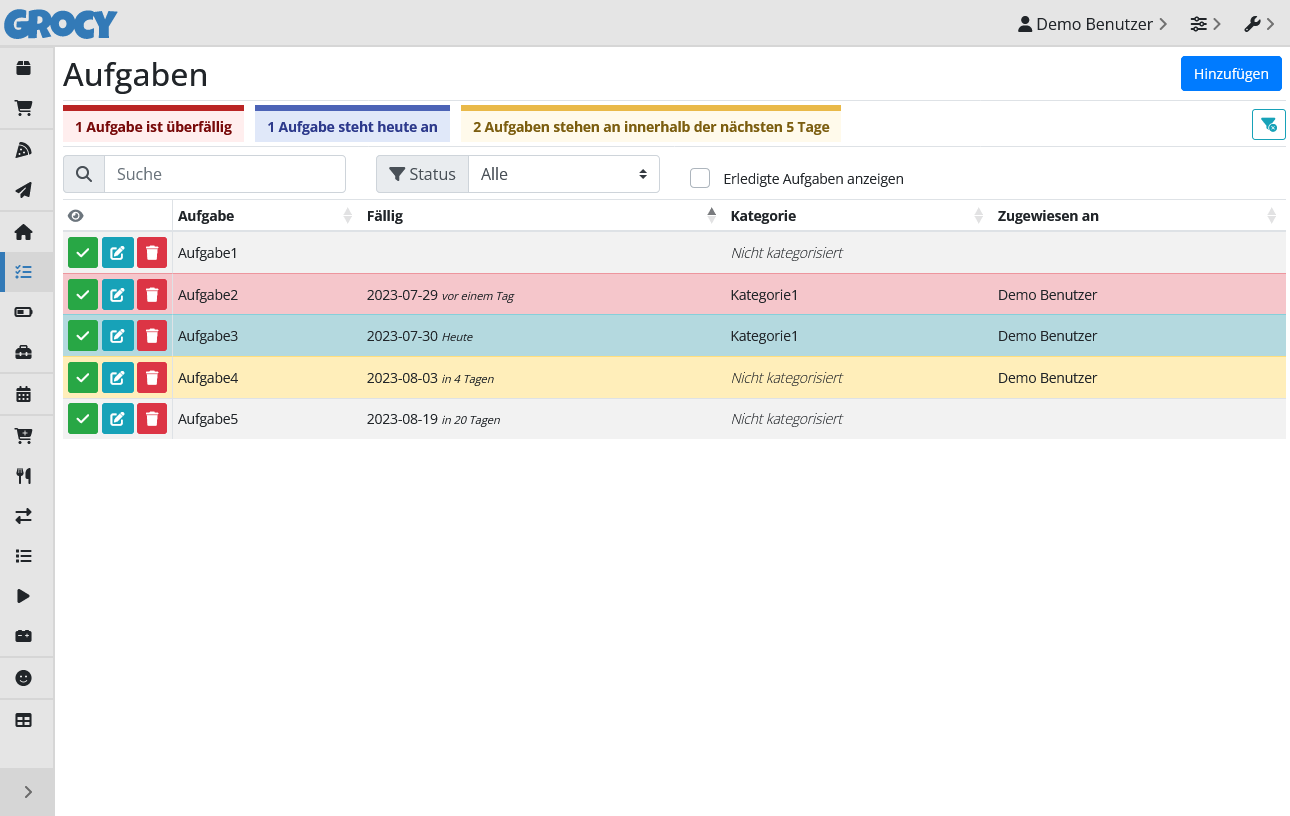 GROCY
Demo Benutzer
Aufgaben
Hinzufügen
1 Aufgabe ist überfällig
1 Aufgabe steht heute an
2 Aufgaben stehen an innerhalb der nächsten 5 Tage
Suche
Status
Alle
Erledigte Aufgaben anzeigen
Aufgabe Fällig Kategorie Zugewiesen an
Aufgabe1 Nicht kategorisiert
Aufgabe2 2023-07-29 vor einem Tag Kategorie1 Demo Benutzer
Aufgabe3 2023-07-30 Heute Kategorie1 Demo Benutzer
Aufgabe4 2023-08-03 in 4 Tagen Nicht kategorisiert Demo Benutzer
Aufgabe5 2023-08-19 in 20 Tagen Nicht kategorisiert